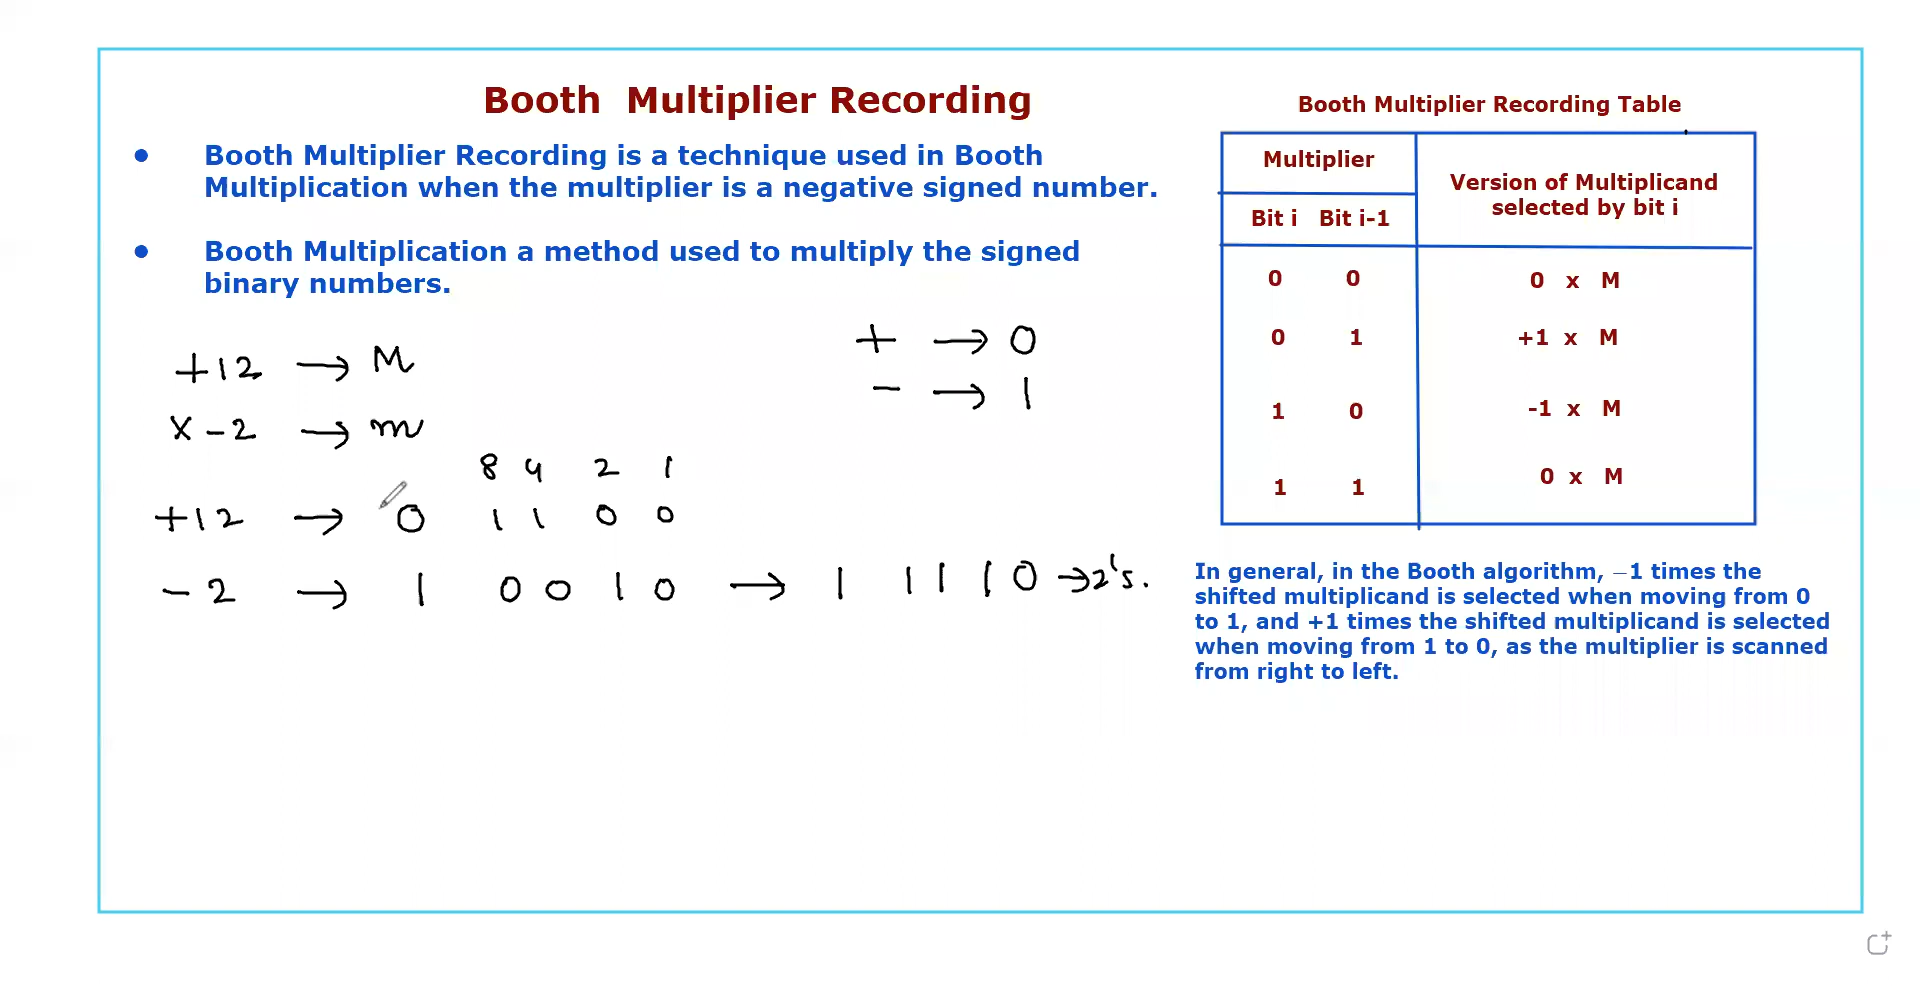 Booth Multiplier Recording
• Booth Multiplier Recording is a technique used in Booth
Multiplication when the multiplier is a negative signed number.
• Booth Multiplication a method used to multiply the signed
binary numbers.
+12 → M
x -2 → m
+ → 0
- → 1
8 4 2 1
+12 → 0 1 1 0 0
-2 → 1 0 0 1 0 → 1 1 1 1 0 → 2's.
Booth Multiplier Recording Table
Multiplier
Version of Multiplicand
selected by bit i
Bit i Bit i-1
0 0 0 x M
0 1 +1 x M
1 0 -1 x M
1 1 0 x M
In general, in the Booth algorithm, −1 times the
shifted multiplicand is selected when moving from 0
to 1, and +1 times the shifted multiplicand is selected
when moving from 1 to 0, as the multiplier is scanned
from right to left.